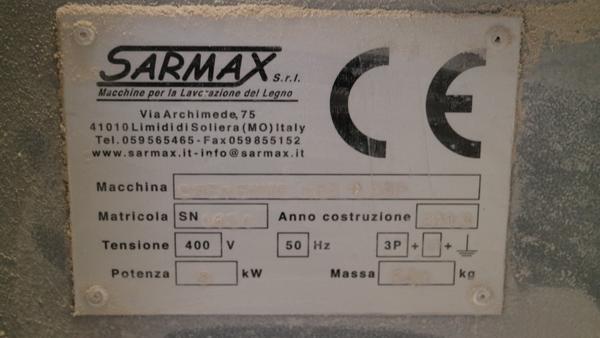 SARMAX S.r.l.
Macchine per la Lavorazione del Legno
Via Archimede, 75
41010 Limidi di Soliera (MO) Italy
Tel. 059565465 - Fax 059855152
www.sarmax.it - info@sarmax.it
CE
Macchina
Matricola SN Anno costruzione
Tensione 400 V 50 Hz 3P + +
Potenza kW Massa kg